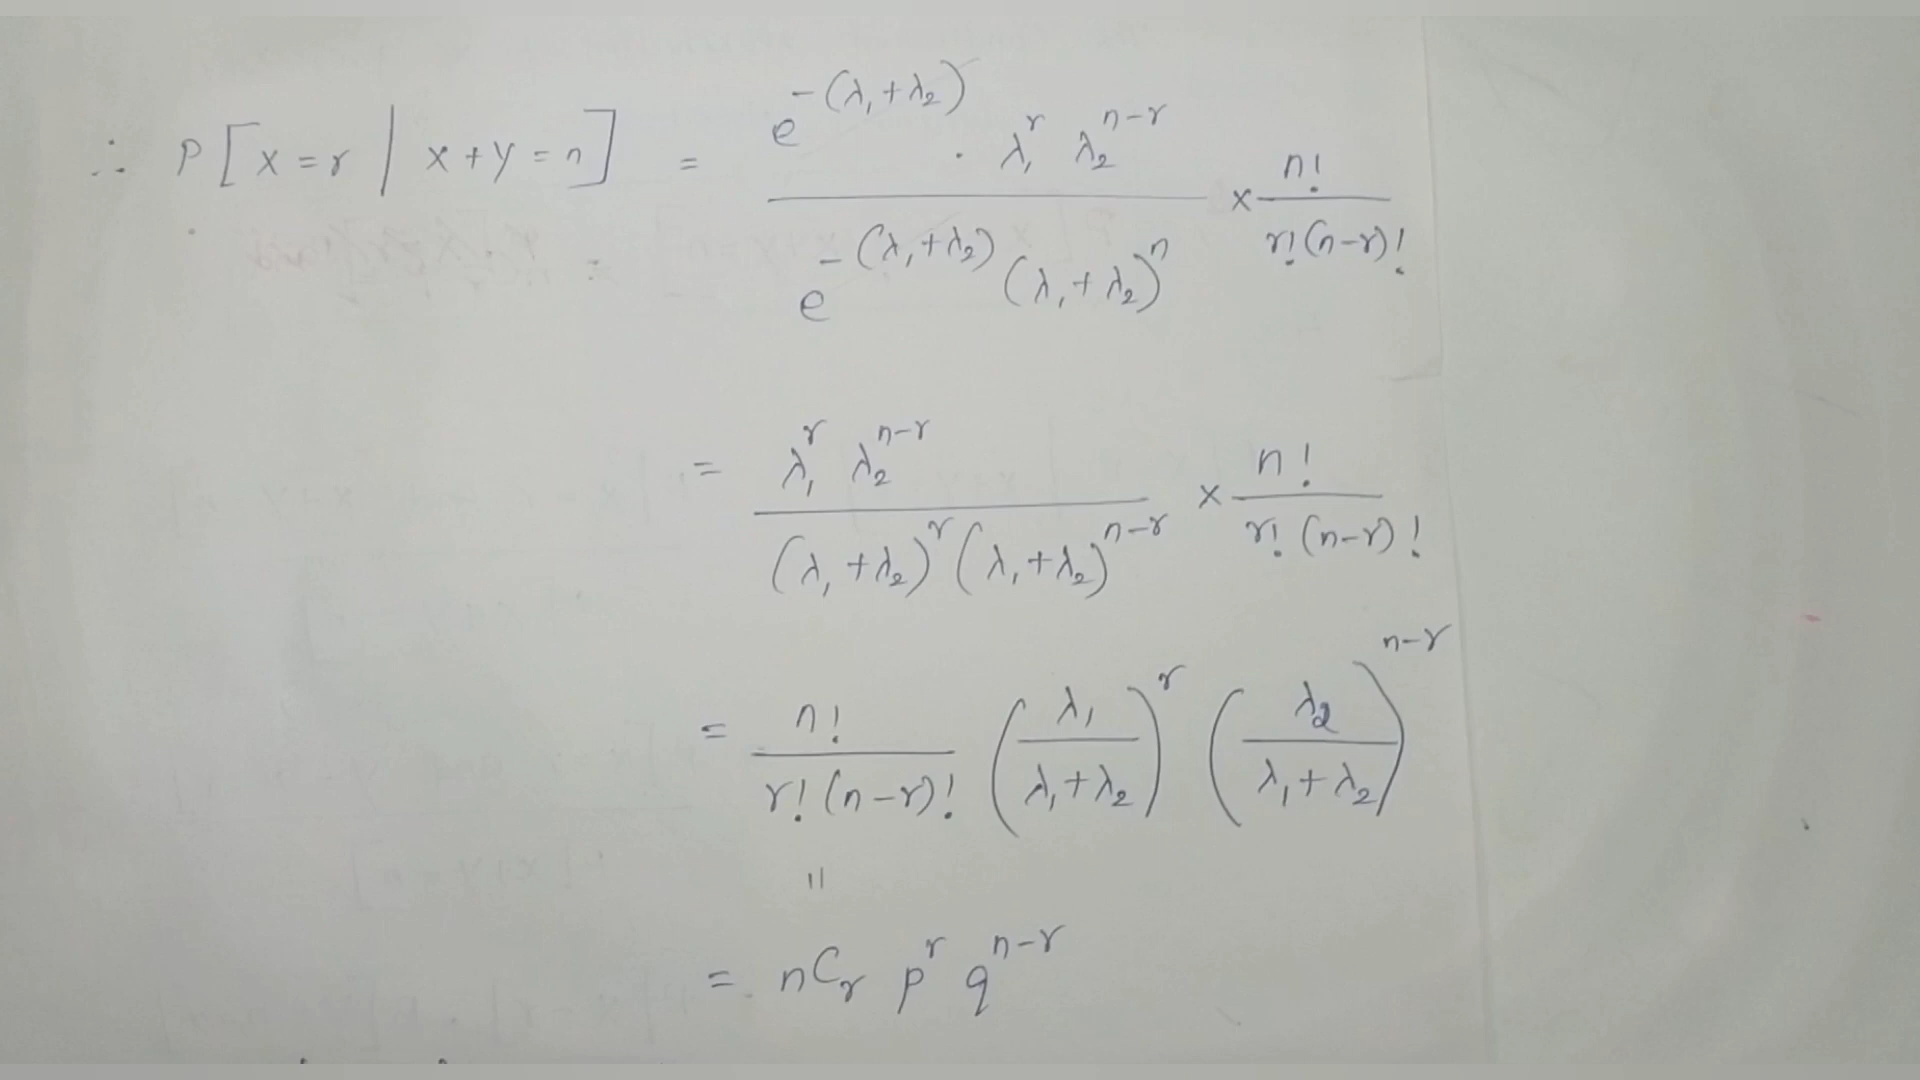 ∴ P[X=r | X+Y=n] = e^{-(λ₁+λ₂)} · λ₁^r λ₂^{n-r} / e^{-(λ₁+λ₂)} (λ₁+λ₂)^n × n! / r!(n-r)!
= λ₁^r λ₂^{n-r} / (λ₁+λ₂)^r (λ₁+λ₂)^{n-r} × n! / r!(n-r)!
= n! / r!(n-r)! (λ₁ / λ₁+λ₂)^r (λ₂ / λ₁+λ₂)^{n-r}
=
= nCr p^r q^{n-r}